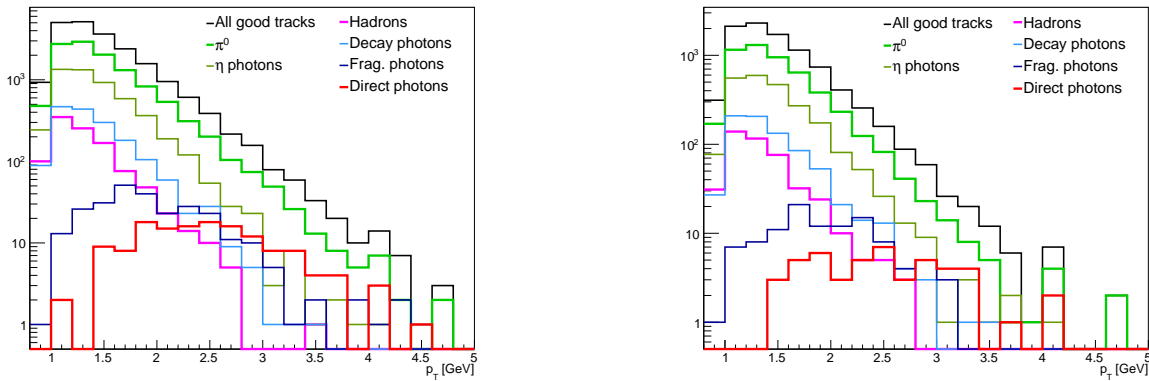 All good tracks
π⁰
η photons
Hadrons
Decay photons
Frag. photons
Direct photons
10³
10²
10
1
1 1.5 2 2.5 3 3.5 4 4.5 5
p_T [GeV]
All good tracks
π⁰
η photons
Hadrons
Decay photons
Frag. photons
Direct photons
10³
10²
10
1
1 1.5 2 2.5 3 3.5 4 4.5 5
p_T [GeV]